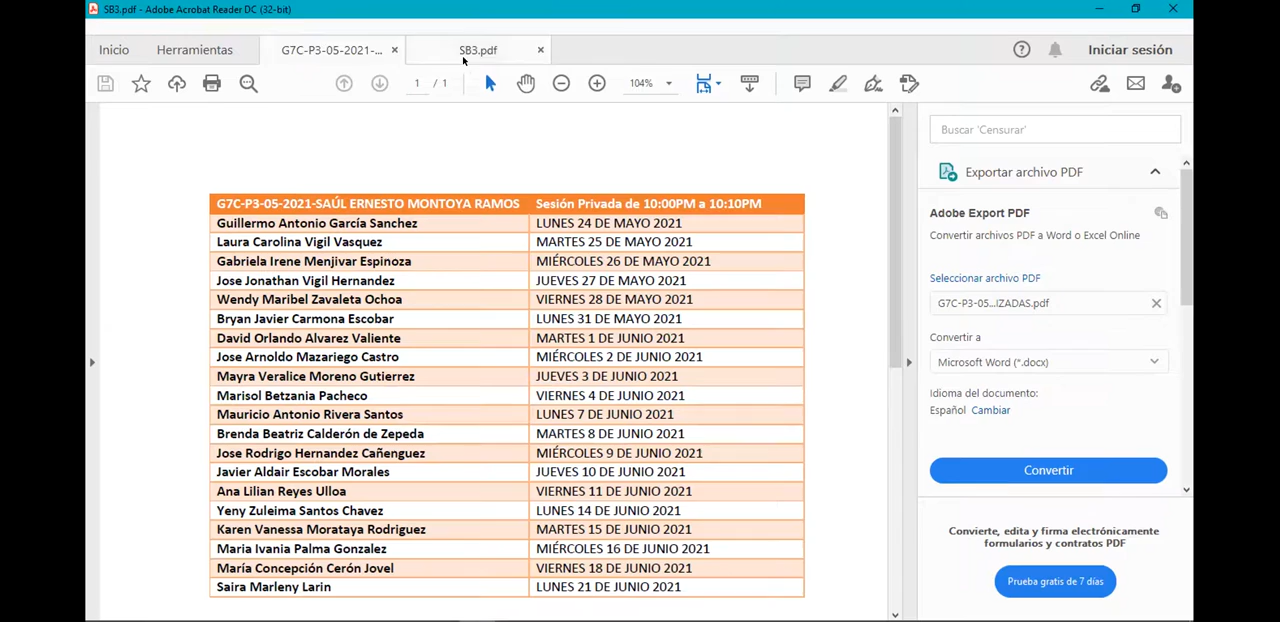 SB3.pdf - Adobe Acrobat Reader DC (32-bit)
Inicio Herramientas G7C-P3-05-2021-... × SB3.pdf ×
? Iniciar sesión
1 / 1 104%
Buscar 'Censurar'
Exportar archivo PDF
Adobe Export PDF
Convertir archivos PDF a Word o Excel Online
Seleccionar archivo PDF
G7C-P3-05...IZADAS.pdf ×
Convertir a
Microsoft Word (*.docx)
Idioma del documento:
Español Cambiar
Convertir
Convierte, edita y firma electrónicamente
formularios y contratos PDF
Prueba gratis de 7 días
G7C-P3-05-2021-SAÚL ERNESTO MONTOYA RAMOS Sesión Privada de 10:00PM a 10:10PM
Guillermo Antonio García Sanchez LUNES 24 DE MAYO 2021
Laura Carolina Vigil Vasquez MARTES 25 DE MAYO 2021
Gabriela Irene Menjivar Espinoza MIÉRCOLES 26 DE MAYO 2021
Jose Jonathan Vigil Hernandez JUEVES 27 DE MAYO 2021
Wendy Maribel Zavaleta Ochoa VIERNES 28 DE MAYO 2021
Bryan Javier Carmona Escobar LUNES 31 DE MAYO 2021
David Orlando Alvarez Valiente MARTES 1 DE JUNIO 2021
Jose Arnoldo Mazariego Castro MIÉRCOLES 2 DE JUNIO 2021
Mayra Veralice Moreno Gutierrez JUEVES 3 DE JUNIO 2021
Marisol Betzania Pacheco VIERNES 4 DE JUNIO 2021
Mauricio Antonio Rivera Santos LUNES 7 DE JUNIO 2021
Brenda Beatriz Calderón de Zepeda MARTES 8 DE JUNIO 2021
Jose Rodrigo Hernandez Cañenguez MIÉRCOLES 9 DE JUNIO 2021
Javier Aldair Escobar Morales JUEVES 10 DE JUNIO 2021
Ana Lilian Reyes Ulloa VIERNES 11 DE JUNIO 2021
Yeny Zuleima Santos Chavez LUNES 14 DE JUNIO 2021
Karen Vanessa Morataya Rodriguez MARTES 15 DE JUNIO 2021
Maria Ivania Palma Gonzalez MIÉRCOLES 16 DE JUNIO 2021
María Concepción Cerón Jovel VIERNES 18 DE JUNIO 2021
Saira Marleny Larin LUNES 21 DE JUNIO 2021